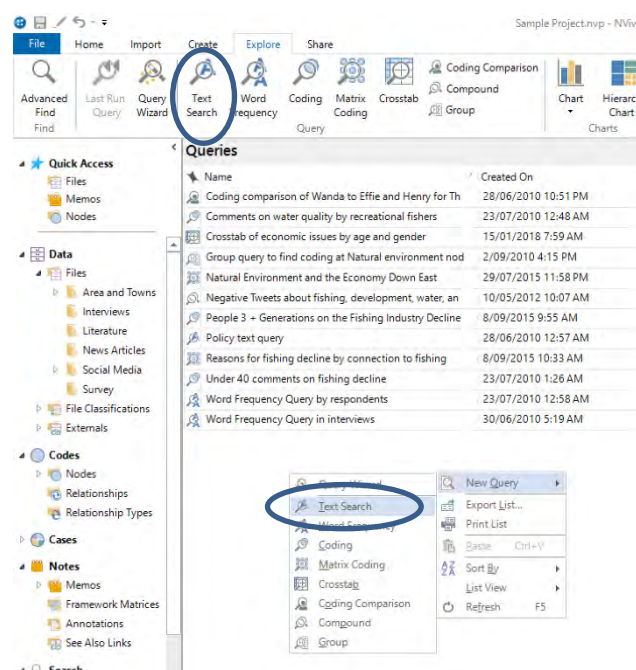 Sample Project.nvp - NViv
File Home Import Create Explore Share
Advanced Find
Last Run Query
Query Wizard
Text Search
Word Frequency
Coding
Matrix Coding
Crosstab
Coding Comparison
Compound
Group
Chart
Hierarc
Chart
Find
Query
Charts
Quick Access
Files
Memos
Nodes
Data
Files
Area and Towns
Interviews
Literature
News Articles
Social Media
Survey
File Classifications
Externals
Codes
Nodes
Relationships
Relationship Types
Cases
Notes
Memos
Framework Matrices
Annotations
See Also Links
Search
Queries
Name Created On
Coding comparison of Wanda to Effie and Henry for Th 28/06/2010 10:51 PM
Comments on water quality by recreational fishers 23/07/2010 12:48 AM
Crosstab of economic issues by age and gender 15/01/2018 7:59 AM
Group query to find coding at Natural environment nod 2/09/2010 4:15 PM
Natural Environment and the Economy Down East 29/07/2015 11:58 PM
Negative Tweets about fishing, development, water, an 10/05/2012 10:07 AM
People 3 + Generations on the Fishing Industry Decline 8/09/2015 9:55 AM
Policy text query 28/06/2010 12:57 AM
Reasons for fishing decline by connection to fishing 8/09/2015 10:33 AM
Under 40 comments on fishing decline 23/07/2010 1:26 AM
Word Frequency Query by respondents 23/07/2010 12:58 AM
Word Frequency Query in interviews 30/06/2010 5:19 AM
Query Wizard
Text Search
Word Frequency
Coding
Matrix Coding
Crosstab
Coding Comparison
Compound
Group
New Query
Export List...
Print List
Paste Ctrl+V
Sort By
List View
Refresh F5